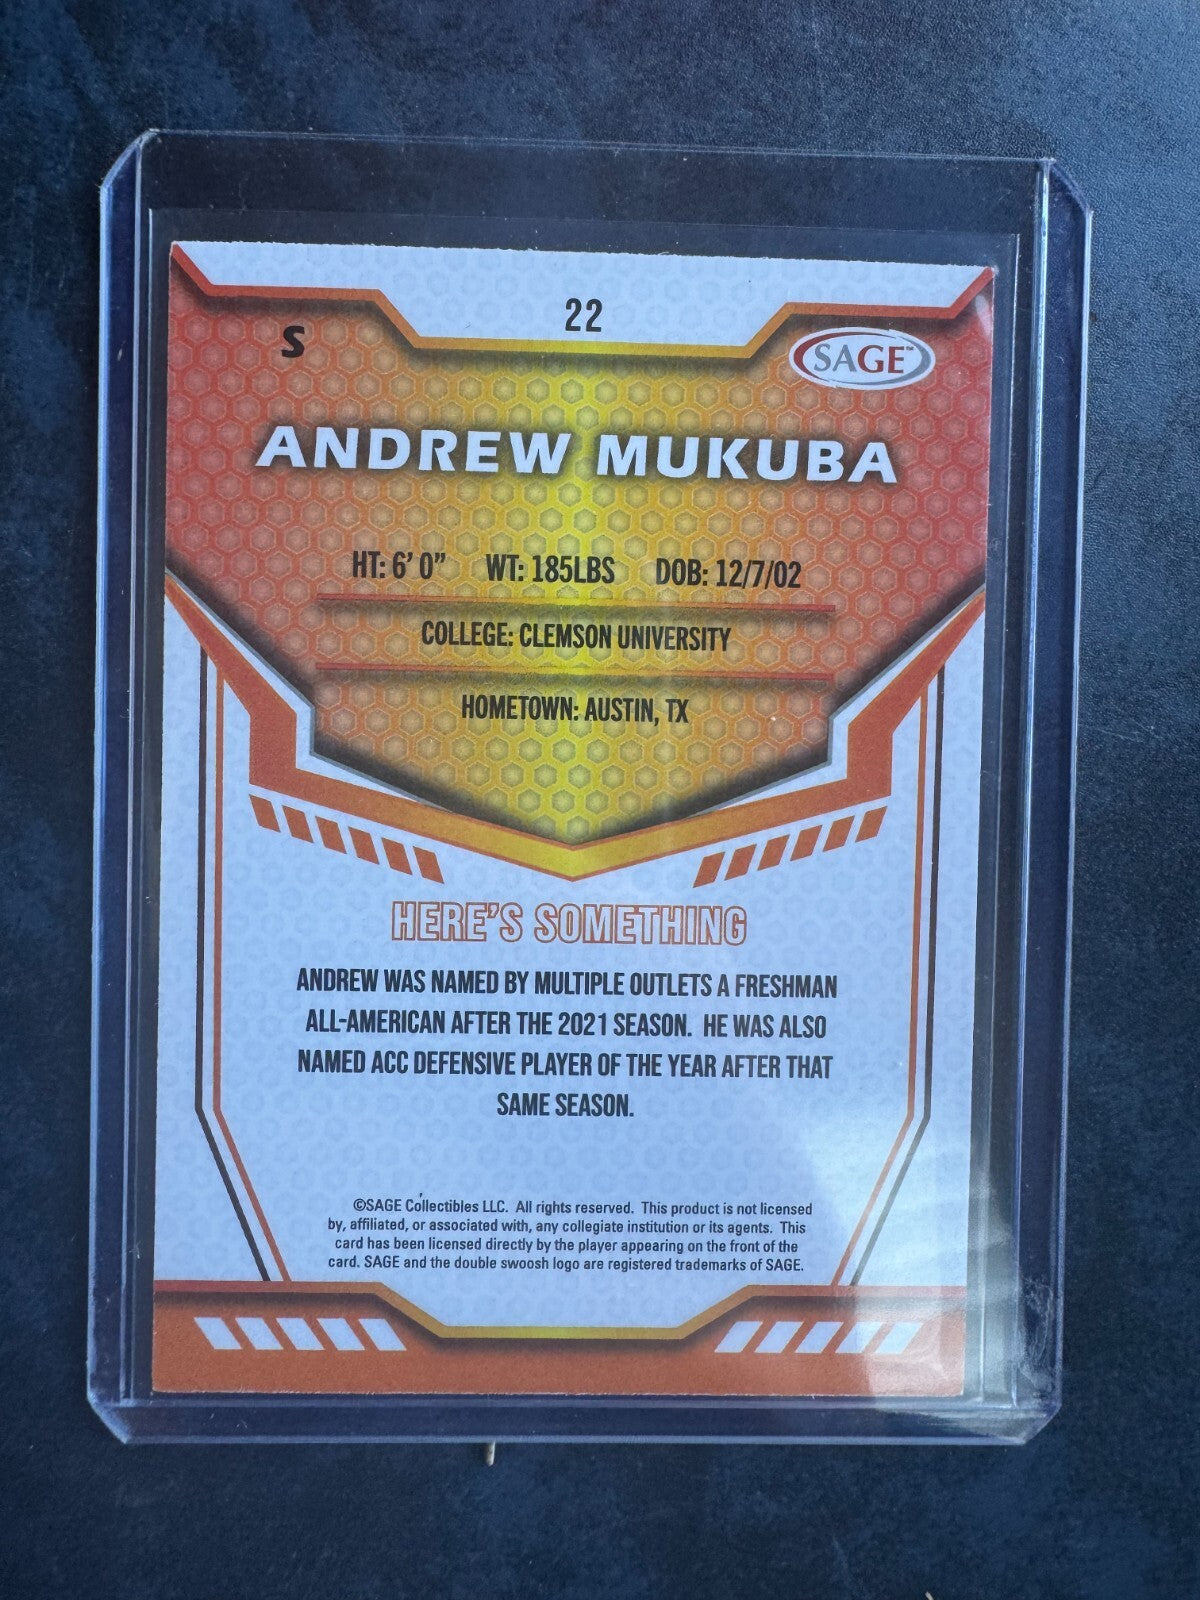 22
S
SAGE™
ANDREW MUKUBA
HT: 6' 0" WT: 185LBS DOB: 12/7/02
COLLEGE: CLEMSON UNIVERSITY
HOMETOWN: AUSTIN, TX
HERE'S SOMETHING
ANDREW WAS NAMED BY MULTIPLE OUTLETS A FRESHMAN
ALL-AMERICAN AFTER THE 2021 SEASON. HE WAS ALSO
NAMED ACC DEFENSIVE PLAYER OF THE YEAR AFTER THAT
SAME SEASON.
©SAGE Collectibles LLC. All rights reserved. This product is not licensed
by, affiliated, or associated with, any collegiate institution or its agents. This
card has been licensed directly by the player appearing on the front of the
card. SAGE and the double swoosh logo are registered trademarks of SAGE.